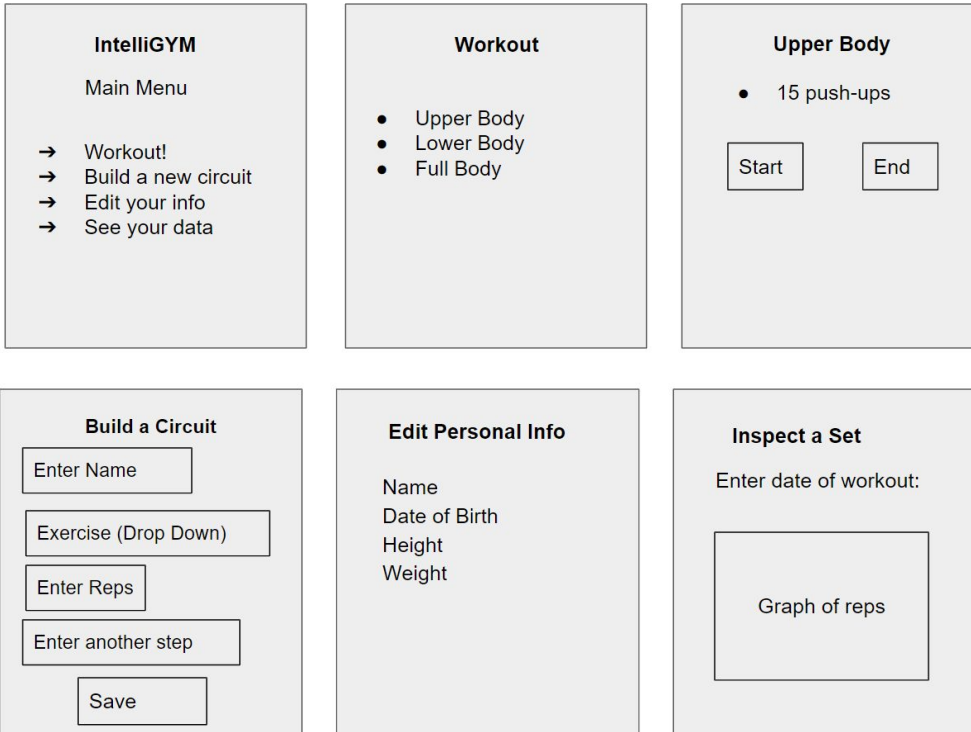 IntelliGYM
Main Menu
➔ Workout!
➔ Build a new circuit
➔ Edit your info
➔ See your data
Workout
● Upper Body
● Lower Body
● Full Body
Upper Body
● 15 push-ups
Start
End
Build a Circuit
Enter Name
Exercise (Drop Down)
Enter Reps
Enter another step
Save
Edit Personal Info
Name
Date of Birth
Height
Weight
Inspect a Set
Enter date of workout:
Graph of reps